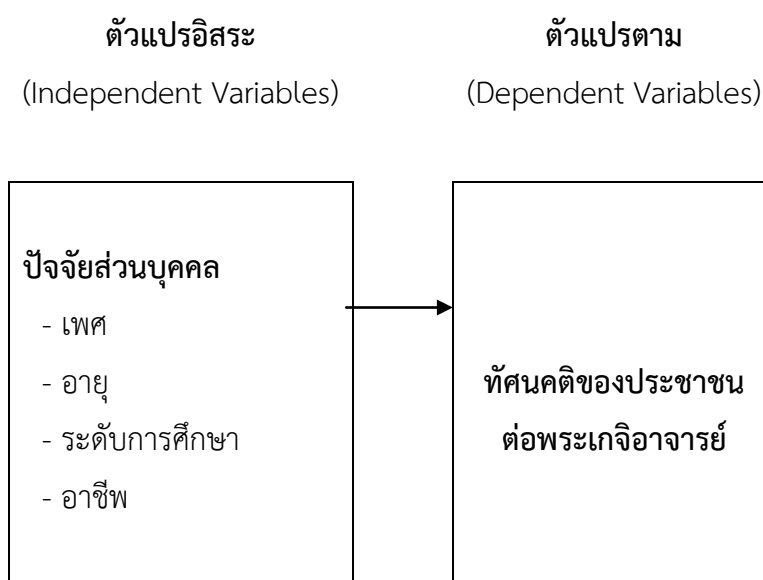 ตัวแปรอิสระ
(Independent Variables)
ตัวแปรตาม
(Dependent Variables)
ปัจจัยส่วนบุคคล
- เพศ
- อายุ
- ระดับการศึกษา
- อาชีพ
ทัศนคติของประชาชน
ต่อพระเกจิอาจารย์